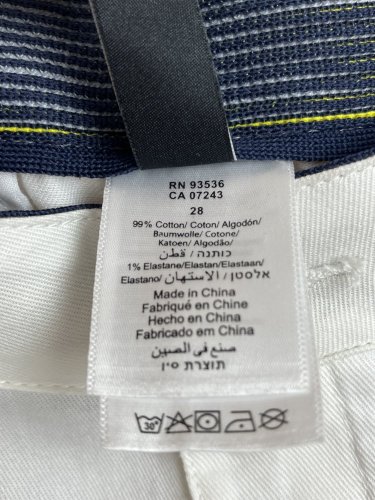 RN 93536
CA 07243
28
99% Cotton/ Coton/ Algodón/
Baumwolle/ Cotone/
Katoen/ Algodão/
כותנה / قطن
1% Elastane/Elastan/Elastaan/
Elastano/ אלסטן / الاستهان
Made in China
Fabriqué en Chine
Hecho en China
Fabricado em China
صنع في الصين
תוצרת סין
30°